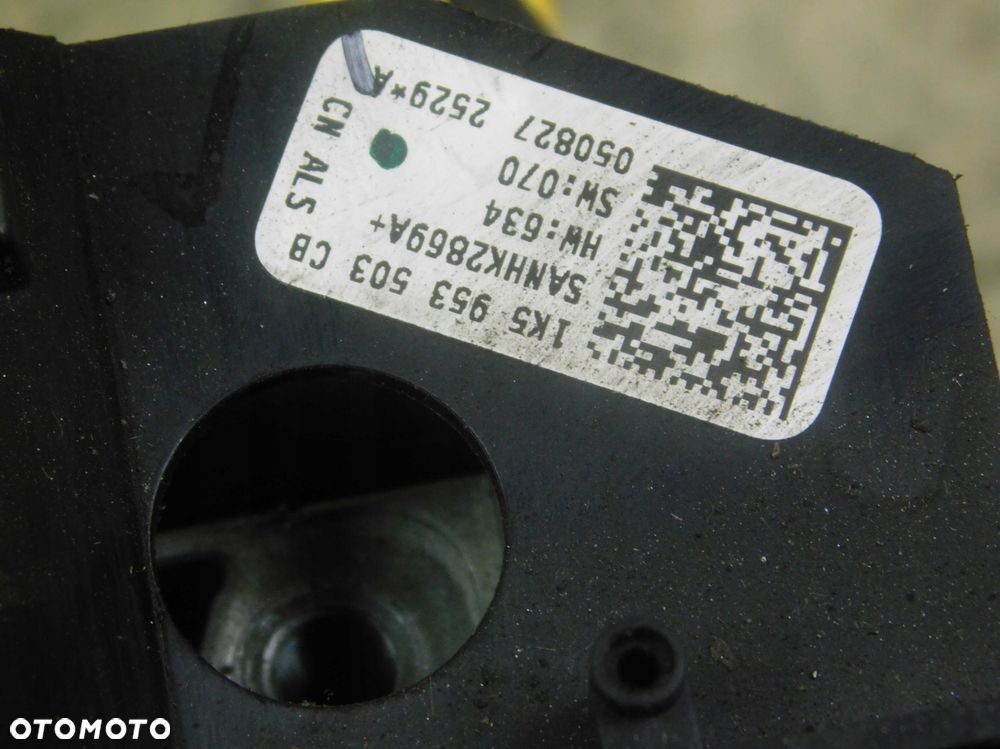 1K5 953 503 CB
5ANHK2869A+
HW:634
SW:070
050827 2529*A
CN ALS
OTOMOTO